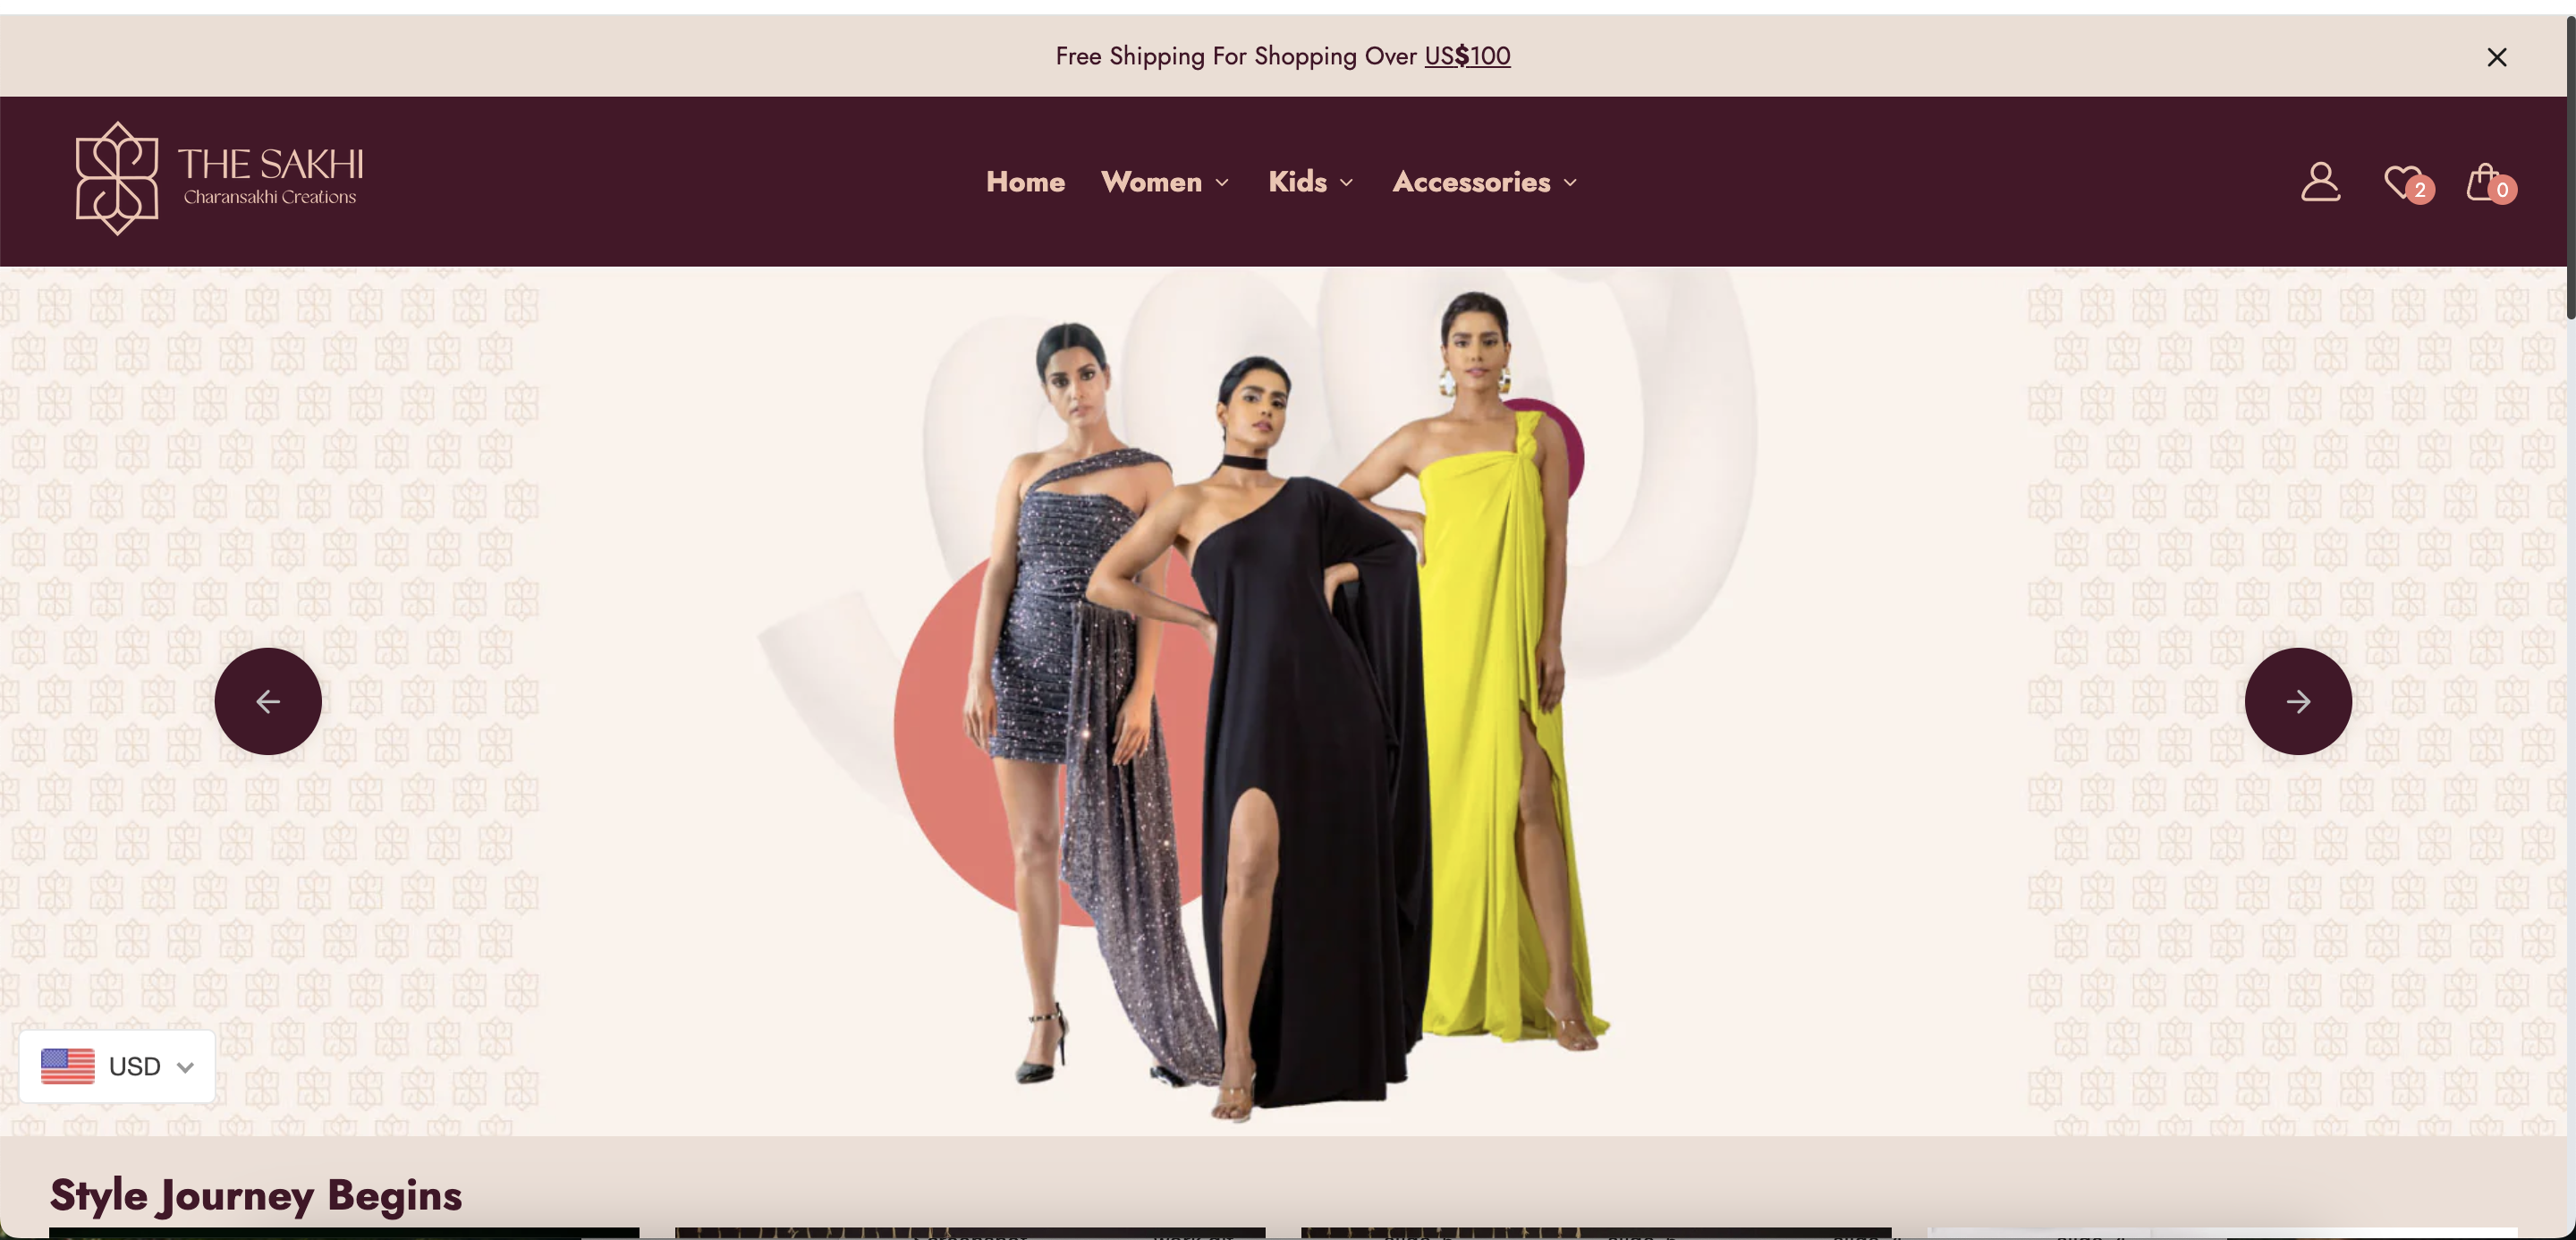 Free Shipping For Shopping Over US$100
THE SAKHI
Charansakhi Creations
Home
Women
Kids
Accessories
2
0
USD
Style Journey Begins